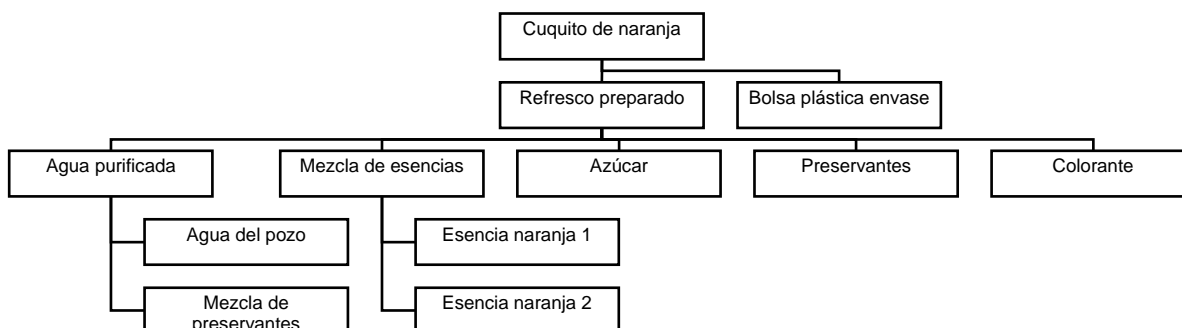 Cuquito de naranja
Refresco preparado
Bolsa plástica envase
Agua purificada
Mezcla de esencias
Azúcar
Preservantes
Colorante
Agua del pozo
Esencia naranja 1
Mezcla de
preservantes
Esencia naranja 2